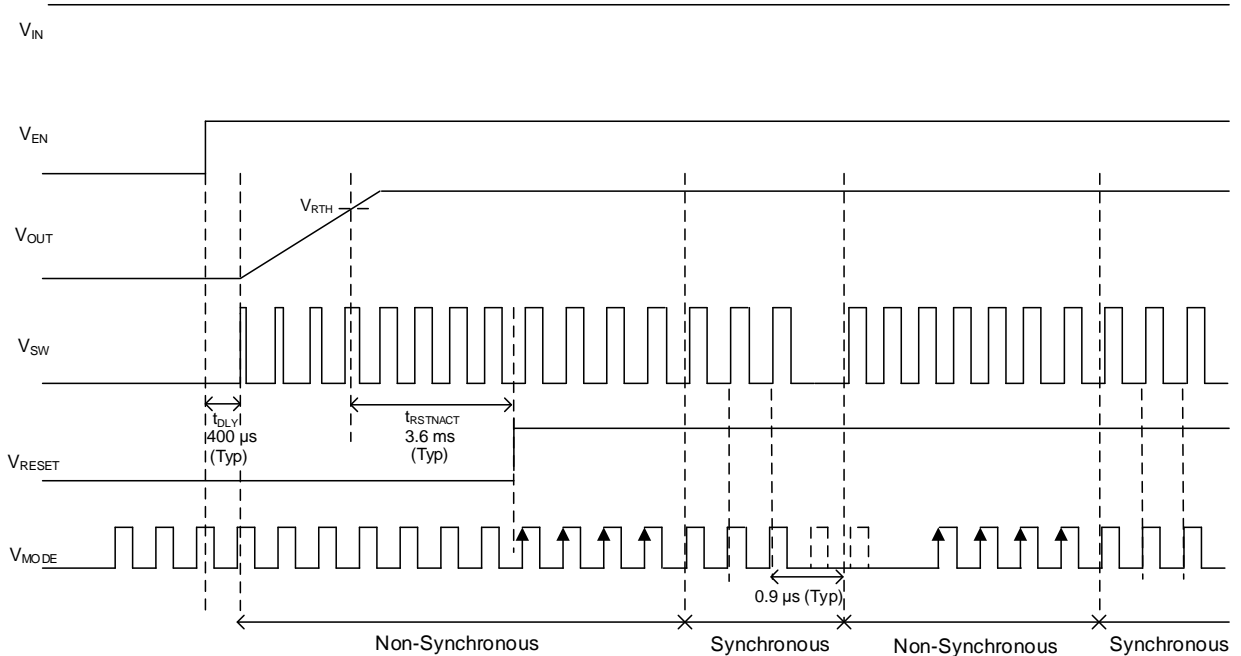 VIN
VEN
VRTH
VOUT
VSW
tDLY
400 µs
(Typ)
tRSTNACT
3.6 ms
(Typ)
VRESET
VMODE
0.9 µs (Typ)
Non-Synchronous
Synchronous
Non-Synchronous
Synchronous